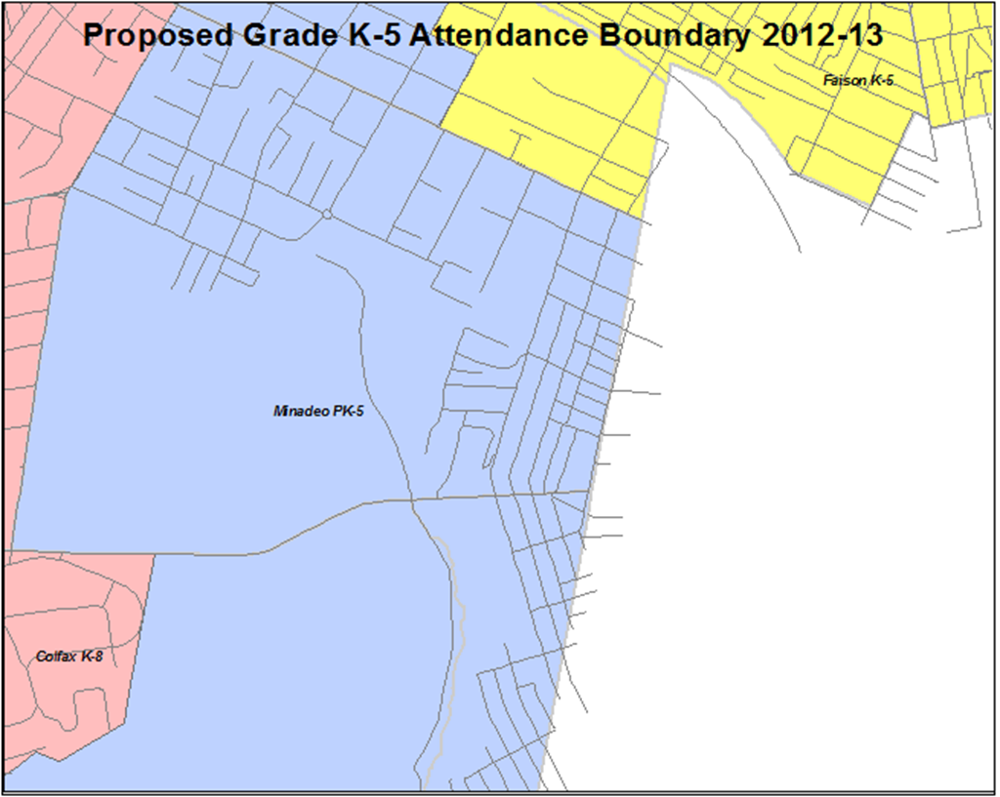 Proposed Grade K-5 Attendance Boundary 2012-13
Faison K-5
Minadeo PK-5
Colfax K-8